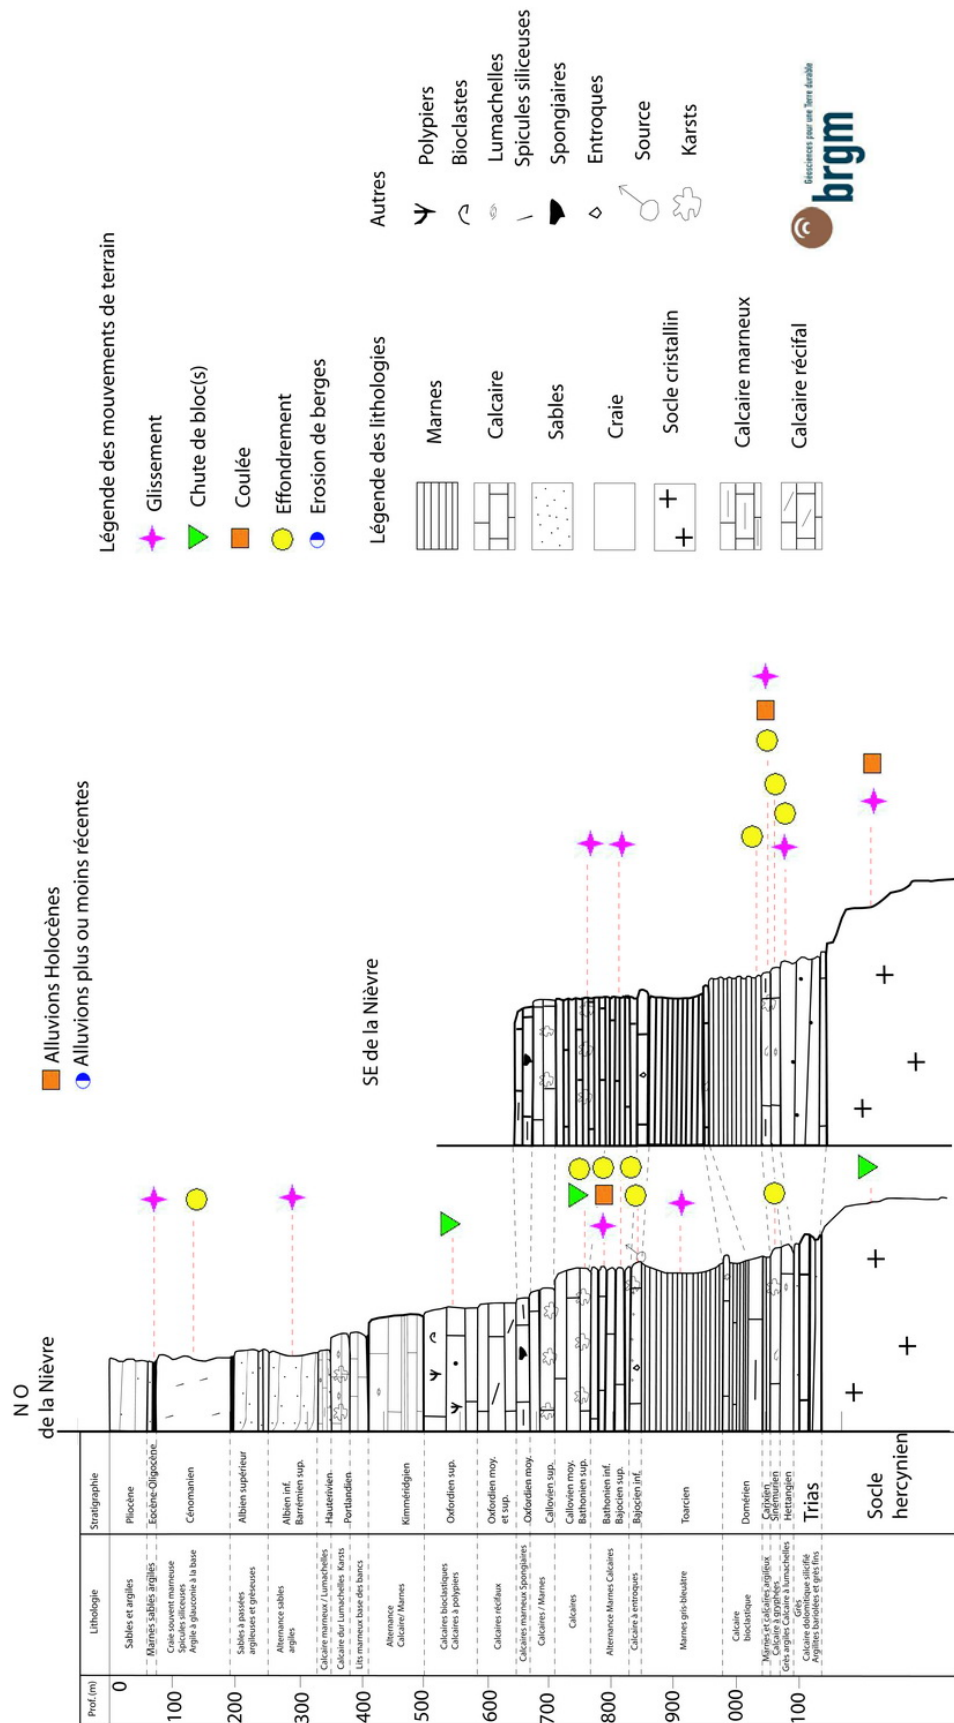 Légende des mouvements de terrain
Glissement
Chute de bloc(s)
Coulée
Effondrement
Erosion de berges
Légende des lithologies
Marnes
Calcaire
Sables
Craie
Socle cristallin
Calcaire marneux
Calcaire récifal
Autres
Polypiers
Bioclastes
Lumachelles
Spicules siliceuses
Spongiaires
Entroques
Source
Karsts
Géosciences pour une Terre durable
brgm
Alluvions Holocènes
Alluvions plus ou moins récentes
SE de la Nièvre
N O
de la Nièvre
Stratigraphie
Pliocène
Eocène-Oligocène
Cénomanien
Albien supérieur
Albien inf.
Barrémien sup.
Hauterivien
Portlandien
Kimméridgien
Oxfordien sup.
Oxfordien moy.
et sup.
Oxfordien moy.
Callovien sup.
Callovien moy.
Bathonien sup.
Bathonien inf.
Bajocien sup.
Bajocien inf.
Toarcien
Domérien
Carixien
Sinémurien
Hettangien
Trias
Socle
hercynien
Lithologie
Sables et argiles
Marnes sables argiles
Craie souvent marneuse
Spicules siliceuses
Argile à glauconie à la base
Sables à passées
argileuses et gréseuses
Alternance sables
argiles
Calcaire marneux / Lumachelles
Calcaire dur Lumachelles Karsts
Lits marneux base des bancs
Alternance
Calcaire/ Marnes
Calcaires bioclastiques
Calcaires à polypiers
Calcaires récifaux
Calcaires marneux Spongiaires
Calcaires / Marnes
Calcaires
Alternance Marnes Calcaires
Calcaire à entroques
Marnes gris-bleuâtre
Calcaire
bioclastique
Marnes et calcaires argileux
Calcaire à gryphées
Grès argiles Calcaire à lumachelles
Grès
Calcaire dolomitique silicifié
Argilites bariolées et grès fins
Prof.(m)
0
100
200
300
400
500
600
700
800
900
000
100